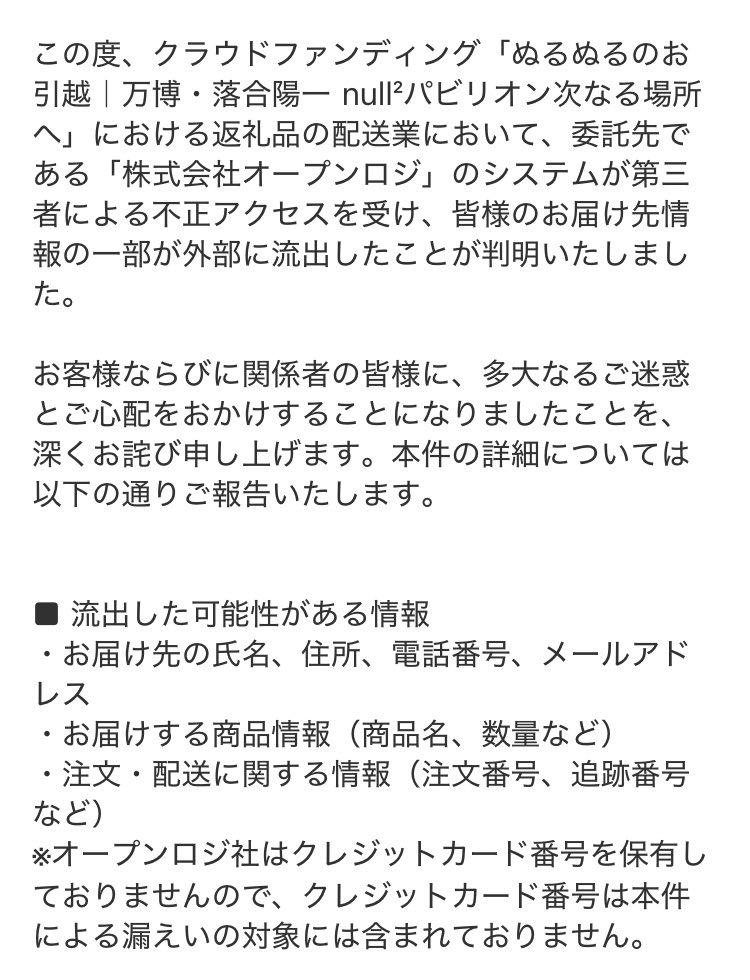 この度、クラウドファンディング「ぬるぬるのお
引越｜万博・落合陽一 null²パビリオン次なる場所
へ」における返礼品の配送業において、委託先で
ある「株式会社オープンロジ」のシステムが第三
者による不正アクセスを受け、皆様のお届け先情
報の一部が外部に流出したことが判明いたしまし
た。
お客様ならびに関係者の皆様に、多大なるご迷惑
とご心配をおかけすることになりましたことを、
深くお詫び申し上げます。本件の詳細については
以下の通りご報告いたします。
■ 流出した可能性がある情報
・お届け先の氏名、住所、電話番号、メールアド
レス
・お届けする商品情報（商品名、数量など）
・注文・配送に関する情報（注文番号、追跡番号
など）
※オープンロジ社はクレジットカード番号を保有し
ておりませんので、クレジットカード番号は本件
による漏えいの対象には含まれておりません。